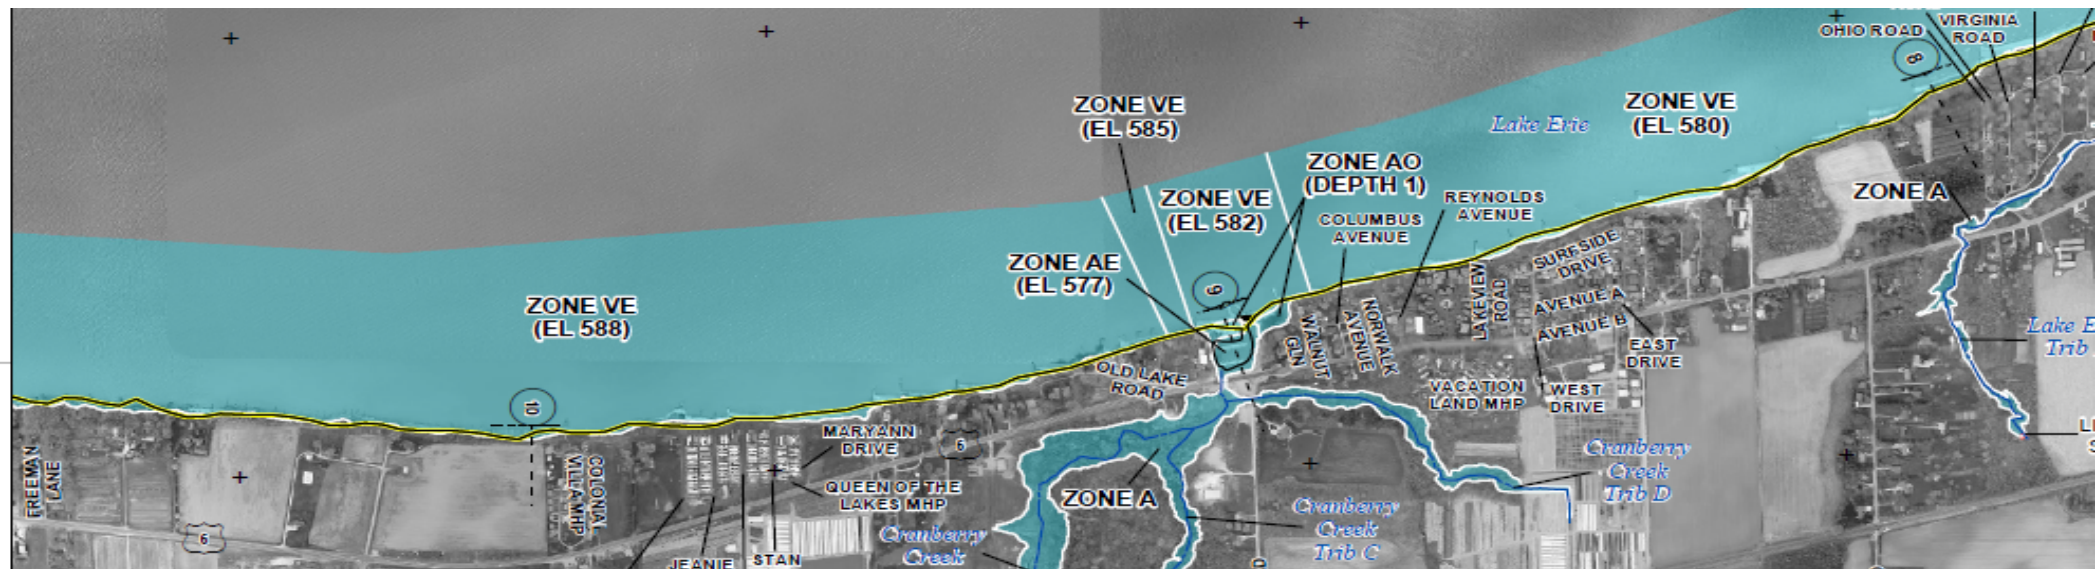 VIRGINIA
ROAD
OHIO ROAD
8
ZONE VE
(EL 585)
ZONE VE
(EL 580)
Lake Erie
ZONE AO
(DEPTH 1)
ZONE VE
(EL 582)
REYNOLDS
AVENUE
COLUMBUS
AVENUE
ZONE A
ZONE AE
(EL 577)
SURFSIDE
DRIVE
9
ZONE VE
(EL 588)
LAKEVIEW
ROAD
AVENUE A
AVENUE B
NORWALK
AVENUE
WALNUT
GLN
EAST
DRIVE
Lake E
Trib
OLD LAKE
ROAD
VACATION
LAND MHP
WEST
DRIVE
10
MARYANN
DRIVE
6
FREEMAN
LANE
COLONIAL
VILLA MHP
QUEEN OF THE
LAKES MHP
ZONE A
Cranberry
Creek
Trib D
Cranberry
Creek
Trib C
6
Cranberry
Creek
JEANIE
STAN